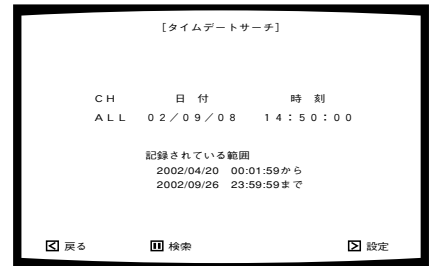 [タイムデートサーチ]
CH 日 付 時 刻
ALL 02/09/08 14:50:00
記録されている範囲
2002/04/20 00:01:59から
2002/09/26 23:59:59まで
戻る 検索 設定